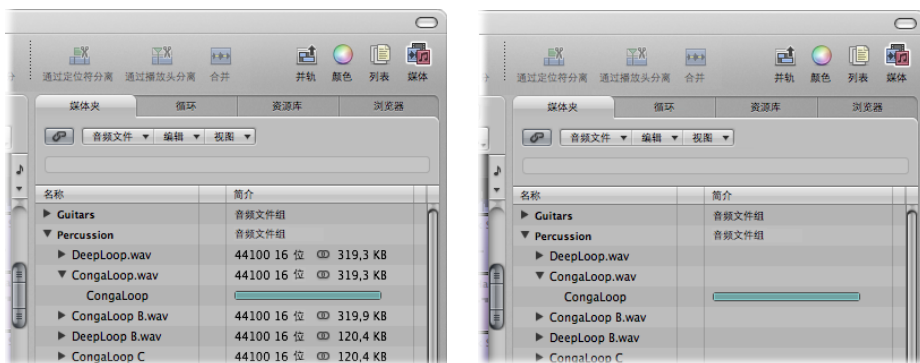 通过定位符分离 通过播放头分离 合并 并轨 颜色 列表 媒体
媒体夹 循环 资源库 浏览器
音频文件 编辑 视图
名称 简介
Guitars 音频文件组
Percussion 音频文件组
DeepLoop.wav 44100 16 位 319,3 KB
CongaLoop.wav 44100 16 位 319,3 KB
CongaLoop
CongaLoop B.wav 44100 16 位 319,9 KB
DeepLoop B.wav 44100 16 位 120,4 KB
CongaLoop C 44100 16 位 120,4 KB
通过定位符分离 通过播放头分离 合并 并轨 颜色 列表 媒体
媒体夹 循环 资源库 浏览器
音频文件 编辑 视图
名称 简介
Guitars 音频文件组
Percussion 音频文件组
DeepLoop.wav
CongaLoop.wav
CongaLoop
CongaLoop B.wav
DeepLoop B.wav
CongaLoop C